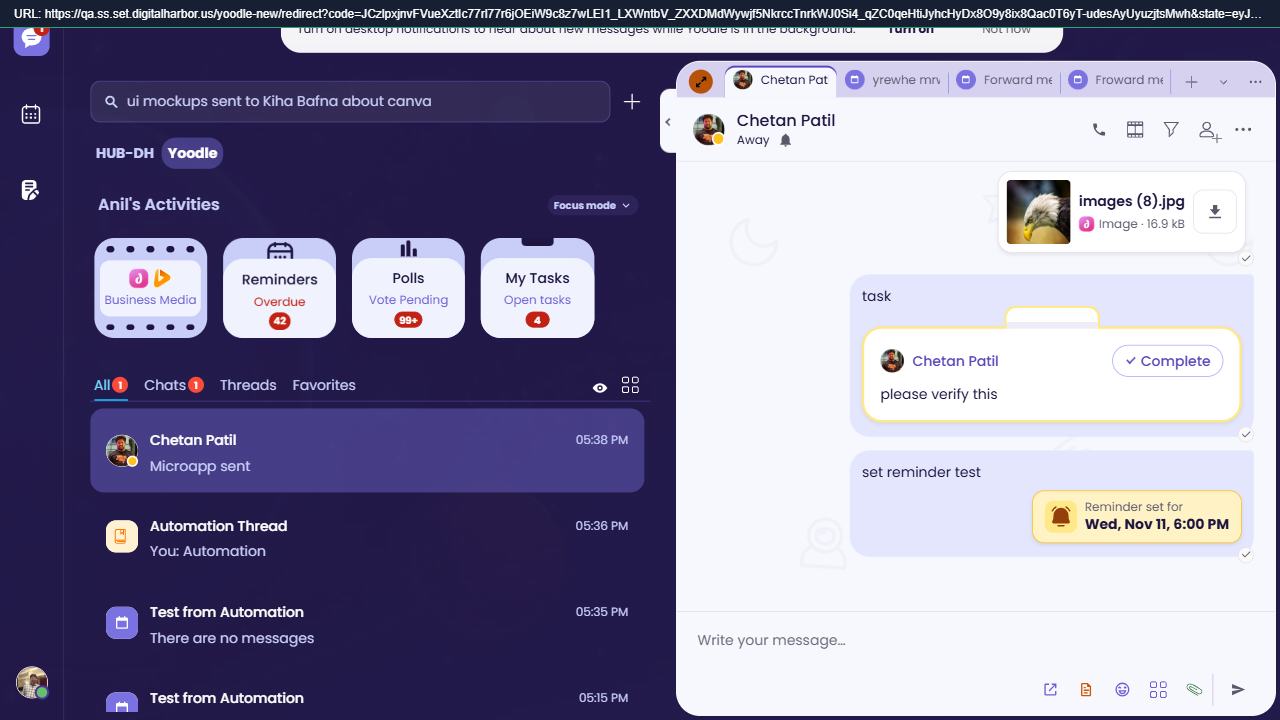 URL: https://qa.ss.set.digitalharbor.us/yoodle-new/redirect?code=
Turn on desktop notifications to hear about new messages while Yoodle is in the background. Turn on Not now
ui mockups sent to Kiha Bafna about canva
HUB-DH Yoodle
Anil's Activities
Focus mode
Business Media
Reminders
Overdue
42
Polls
Vote Pending
99+
My Tasks
Open tasks
4
All 1 Chats 1 Threads Favorites
Chetan Patil 05:38 PM
Microapp sent
Automation Thread 05:36 PM
You: Automation
Test from Automation 05:35 PM
There are no messages
Test from Automation 05:15 PM
Chetan Pat yrewhe mrv Forward me Froward me
Chetan Patil
Away
images (8).jpg
Image · 16.9 kB
task
Chetan Patil Complete
please verify this
set reminder test
Reminder set for
Wed, Nov 11, 6:00 PM
Write your message...